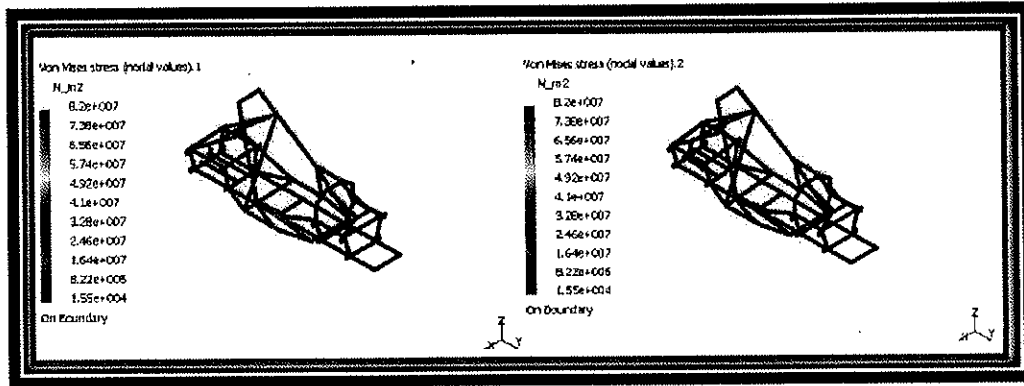 Von Mises stress (nodal values).1
N_m2
8.2e+007
7.38e+007
6.56e+007
5.74e+007
4.92e+007
4.1e+007
3.28e+007
2.46e+007
1.64e+007
8.22e+006
1.55e+004
On Boundary
Z
X
Y
Von Mises stress (nodal values).2
N_m2
8.2e+007
7.38e+007
6.56e+007
5.74e+007
4.92e+007
4.1e+007
3.28e+007
2.46e+007
1.64e+007
8.22e+006
1.55e+004
On Boundary
Z
X
Y